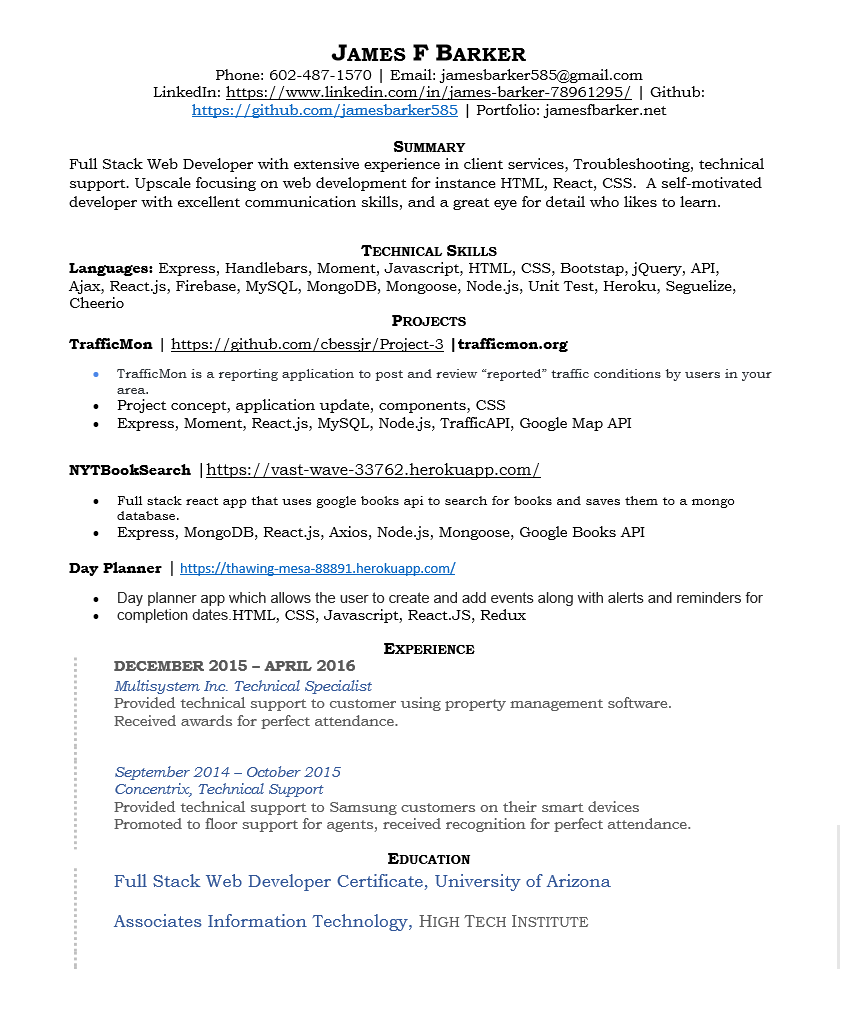 JAMES F BARKER
Phone: 602-487-1570 | Email: jamesbarker585@gmail.com
LinkedIn: https://www.linkedin.com/in/james-barker-78961295/ | Github:
https://github.com/jamesbarker585 | Portfolio: jamesfbarker.net
SUMMARY
Full Stack Web Developer with extensive experience in client services, Troubleshooting, technical
support. Upscale focusing on web development for instance HTML, React, CSS.  A self-motivated
developer with excellent communication skills, and a great eye for detail who likes to learn.
TECHNICAL SKILLS
Languages: Express, Handlebars, Moment, Javascript, HTML, CSS, Bootstap, jQuery, API,
Ajax, React.js, Firebase, MySQL, MongoDB, Mongoose, Node.js, Unit Test, Heroku, Seguelize,
Cheerio
PROJECTS
TrafficMon | https://github.com/cbessjr/Project-3 |trafficmon.org
• TrafficMon is a reporting application to post and review “reported” traffic conditions by users in your
area.
• Project concept, application update, components, CSS
• Express, Moment, React.js, MySQL, Node.js, TrafficAPI, Google Map API
NYTBookSearch |https://vast-wave-33762.herokuapp.com/
• Full stack react app that uses google books api to search for books and saves them to a mongo
database.
• Express, MongoDB, React.js, Axios, Node.js, Mongoose, Google Books API
Day Planner | https://thawing-mesa-88891.herokuapp.com/
• Day planner app which allows the user to create and add events along with alerts and reminders for
• completion dates.HTML, CSS, Javascript, React.JS, Redux
EXPERIENCE
DECEMBER 2015 – APRIL 2016
Multisystem Inc. Technical Specialist
Provided technical support to customer using property management software.
Received awards for perfect attendance.
September 2014 – October 2015
Concentrix, Technical Support
Provided technical support to Samsung customers on their smart devices
Promoted to floor support for agents, received recognition for perfect attendance.
EDUCATION
Full Stack Web Developer Certificate, University of Arizona
Associates Information Technology, HIGH TECH INSTITUTE